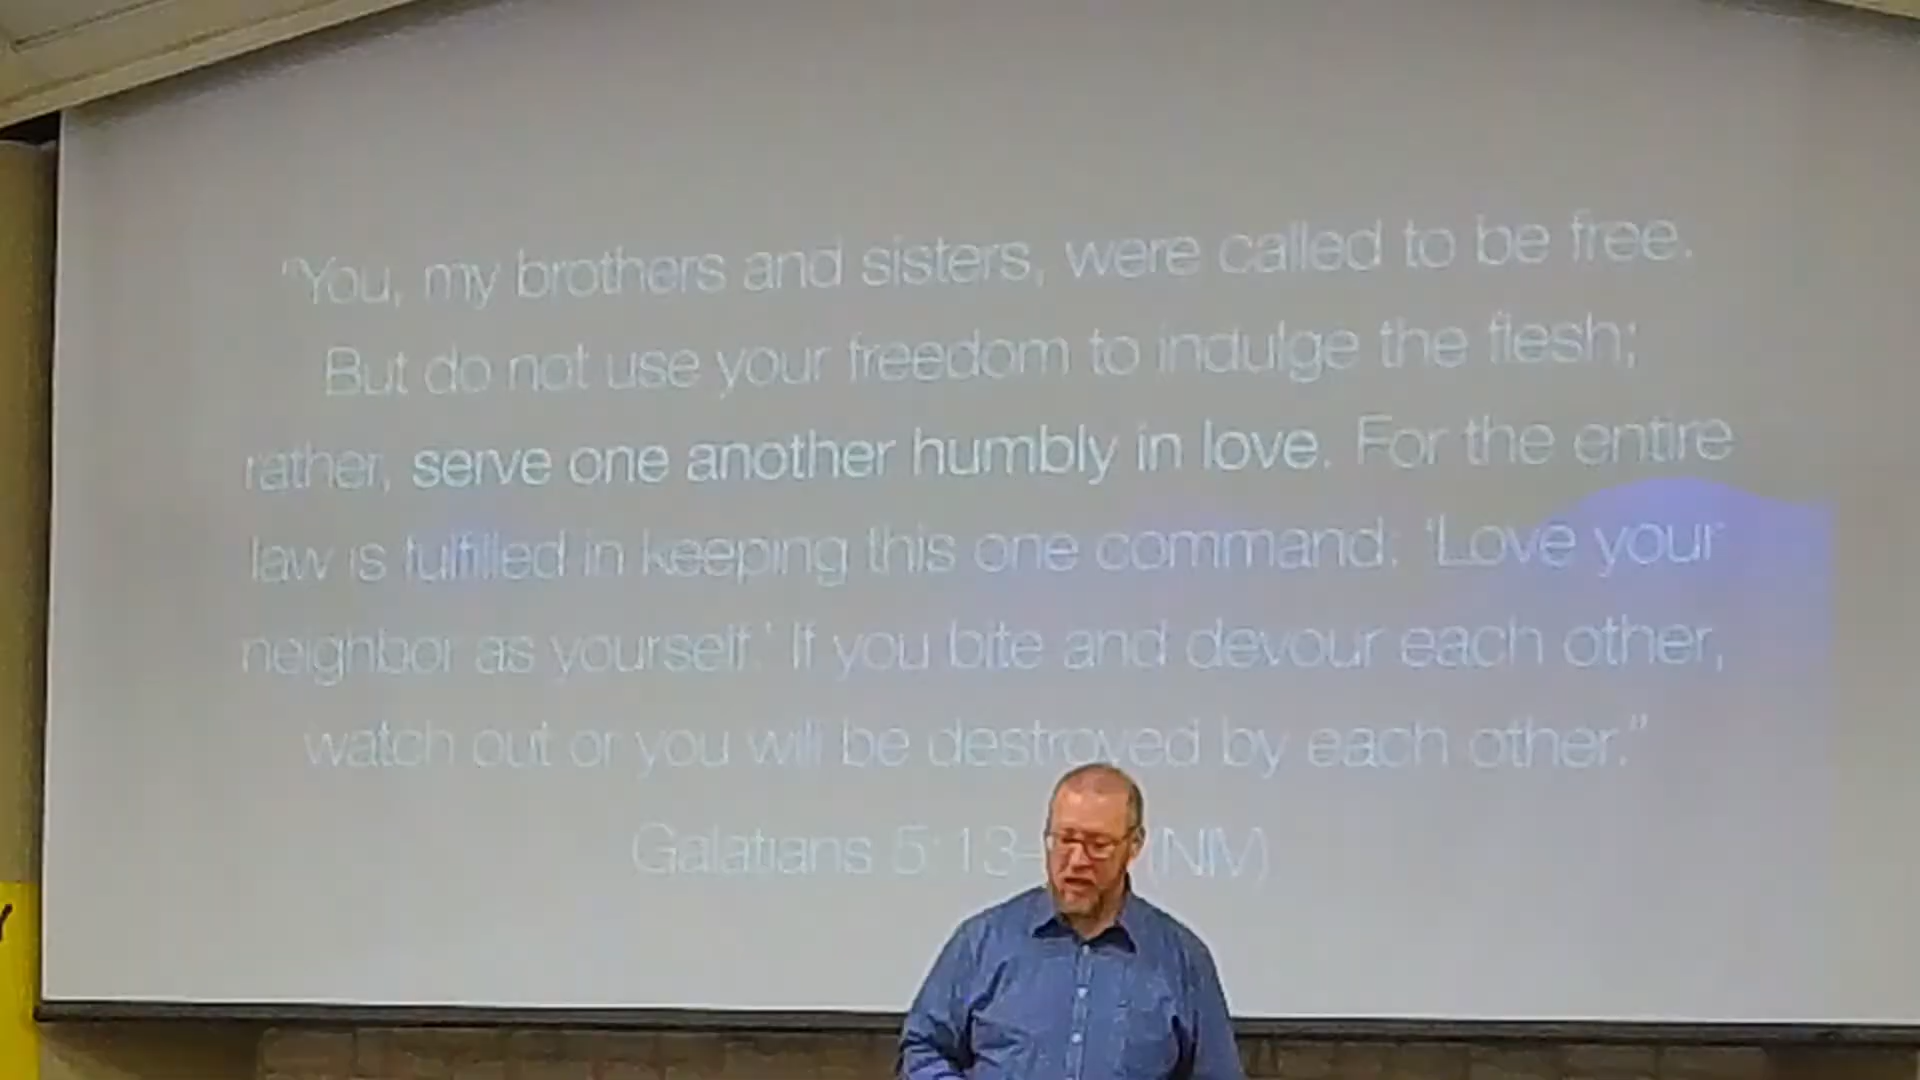 "You, my brothers and sisters, were called to be free.
But do not use your freedom to indulge the flesh;
rather, serve one another humbly in love. For the entire
law is fulfilled in keeping this one command: 'Love your
neighbor as yourself.' If you bite and devour each other,
watch out or you will be destroyed by each other."
Galatians 5:13- (NIV)
Y